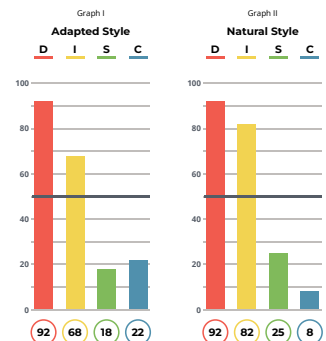 Graph I
Adapted Style
D I S C
100
80
60
40
20
0
92 68 18 22
Graph II
Natural Style
D I S C
100
80
60
40
20
0
92 82 25 8